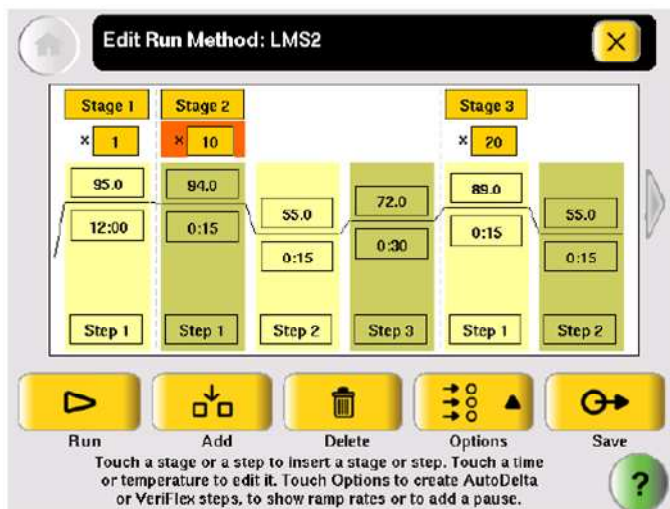 Edit Run Method: LMS2
Stage 1 Stage 2 Stage 3
× 1 × 10 × 20
95.0 94.0 55.0 72.0 89.0 55.0
12:00 0:15 0:15 0:30 0:15 0:15
Step 1 Step 1 Step 2 Step 3 Step 1 Step 2
Run Add Delete Options Save
Touch a stage or a step to insert a stage or step. Touch a time
or temperature to edit it. Touch Options to create AutoDelta
or VeriFlex steps, to show ramp rates or to add a pause.
?